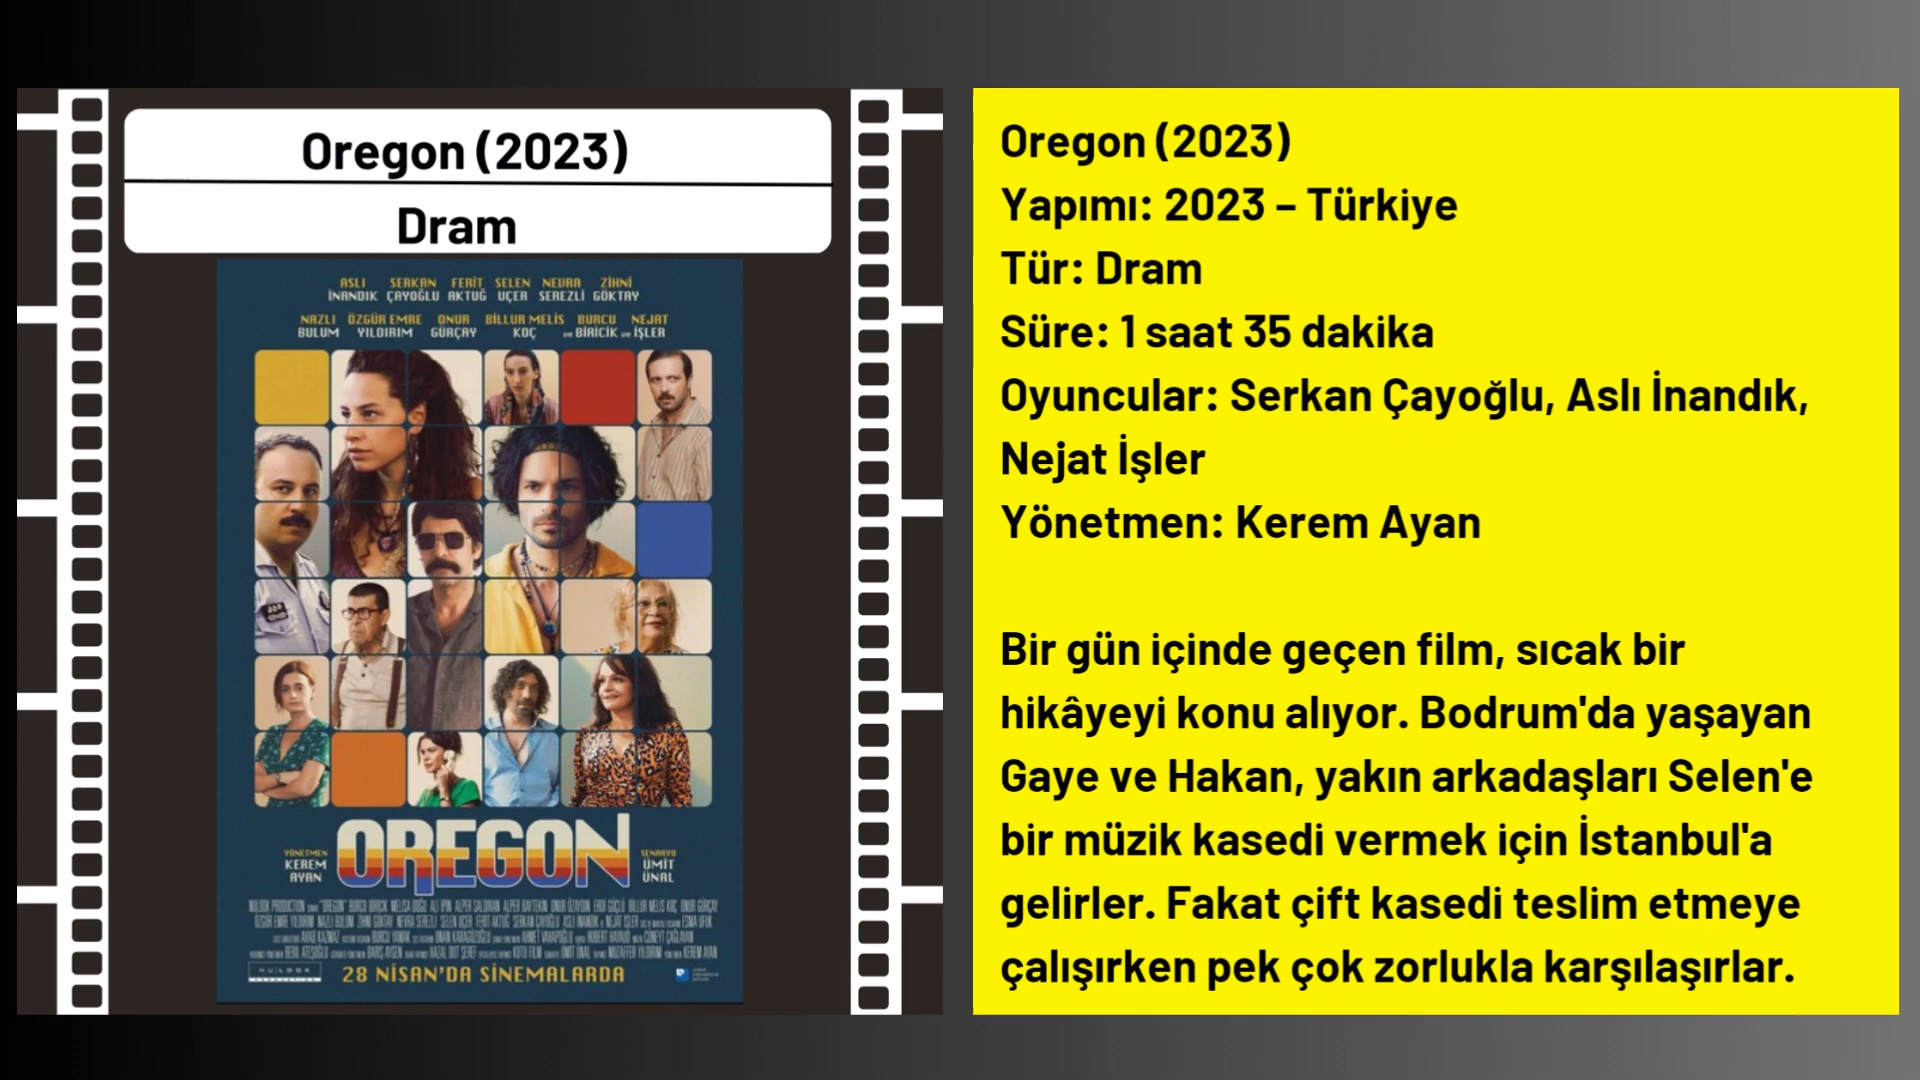 Oregon (2023)
Dram
ASLI SERKAN FERİT SELEN NEVRA ZİHNİ
İNANDIK ÇAYOĞLU AKTUĞ UÇER SEREZLİ GÖKTAY
NAZLI ÖZGÜR EMRE ONUR BİLLUR MELİS BURCU NEJAT
BULUM YILDIRIM GÜRÇAY KOÇ ve BİRİCİK ve İŞLER
OREGON
YÖNETMEN
KEREM
AYAN
SENARYO
ÜMİT
ÜNAL
28 NİSAN'DA SİNEMALARDA
Oregon (2023)
Yapımı: 2023 – Türkiye
Tür: Dram
Süre: 1 saat 35 dakika
Oyuncular: Serkan Çayoğlu, Aslı İnandık,
Nejat İşler
Yönetmen: Kerem Ayan
Bir gün içinde geçen film, sıcak bir
hikâyeyi konu alıyor. Bodrum'da yaşayan
Gaye ve Hakan, yakın arkadaşları Selen'e
bir müzik kasedi vermek için İstanbul'a
gelirler. Fakat çift kasedi teslim etmeye
çalışırken pek çok zorlukla karşılaşırlar.